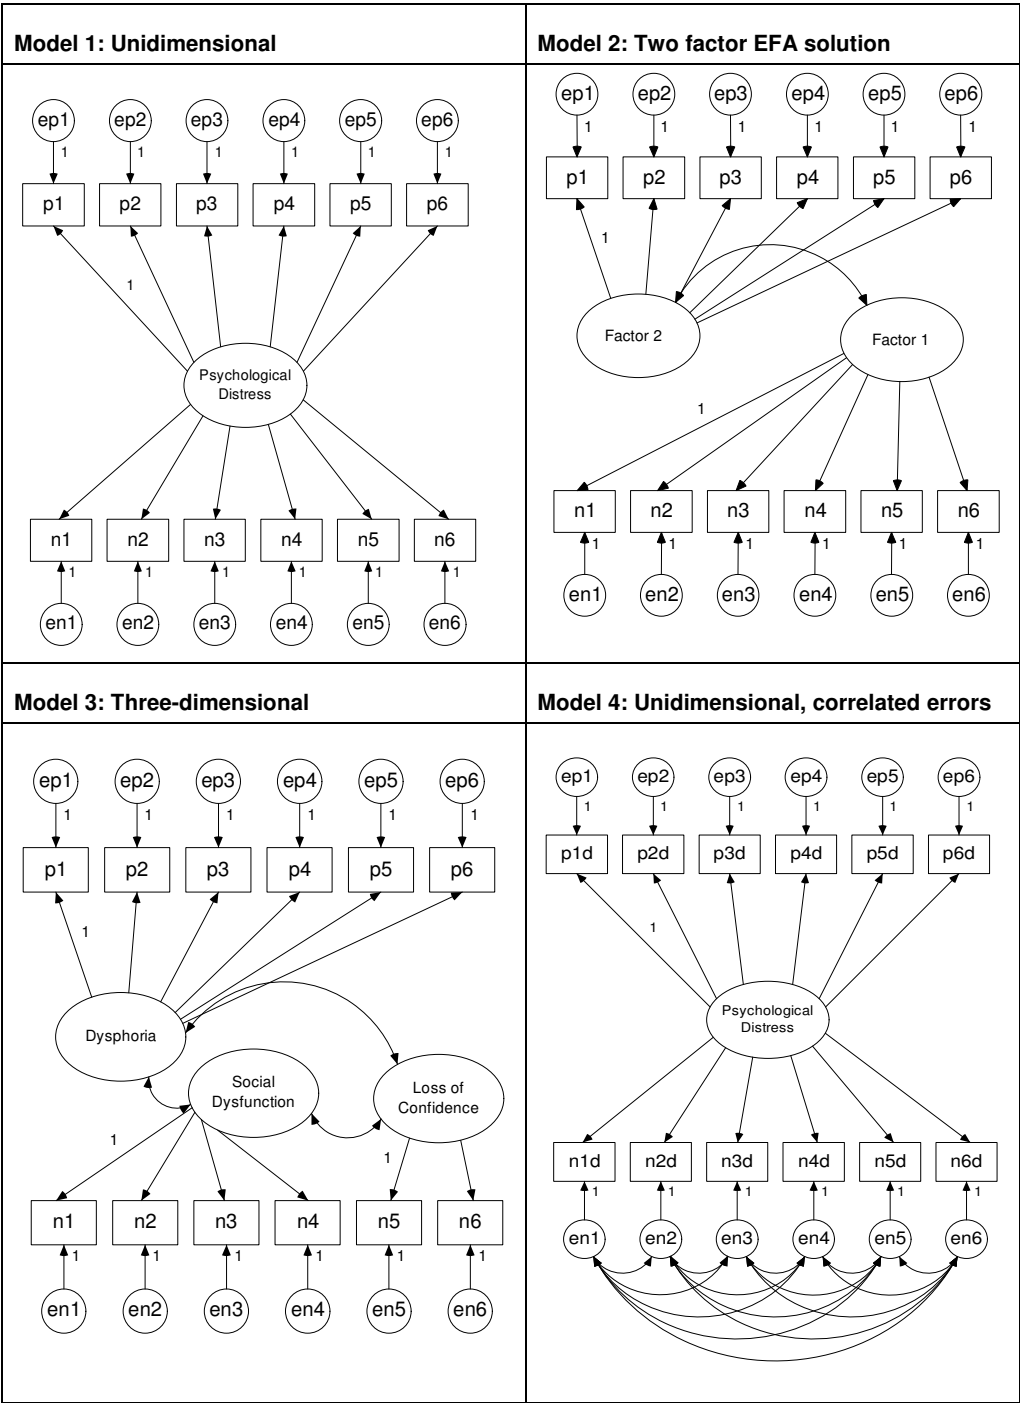 Model 1: Unidimensional
ep1 ep2 ep3 ep4 ep5 ep6
1 1 1 1 1 1
p1 p2 p3 p4 p5 p6
1
Psychological
Distress
n1 n2 n3 n4 n5 n6
1 1 1 1 1 1
en1 en2 en3 en4 en5 en6
Model 2: Two factor EFA solution
ep1 ep2 ep3 ep4 ep5 ep6
1 1 1 1 1 1
p1 p2 p3 p4 p5 p6
1
Factor 2
Factor 1
1
n1 n2 n3 n4 n5 n6
1 1 1 1 1 1
en1 en2 en3 en4 en5 en6
Model 3: Three-dimensional
ep1 ep2 ep3 ep4 ep5 ep6
1 1 1 1 1 1
p1 p2 p3 p4 p5 p6
1
Dysphoria
Social
Dysfunction
Loss of
Confidence
1
1
n1 n2 n3 n4 n5 n6
1 1 1 1 1 1
en1 en2 en3 en4 en5 en6
Model 4: Unidimensional, correlated errors
ep1 ep2 ep3 ep4 ep5 ep6
1 1 1 1 1 1
p1d p2d p3d p4d p5d p6d
1
Psychological
Distress
n1d n2d n3d n4d n5d n6d
1 1 1 1 1 1
en1 en2 en3 en4 en5 en6